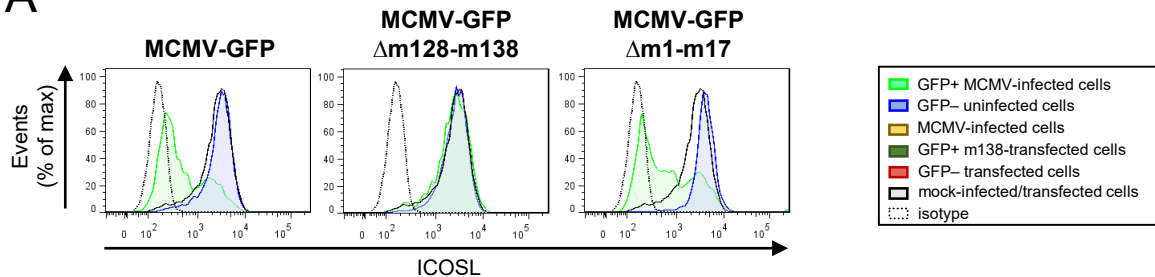 A
MCMV-GFP
MCMV-GFP
Δm128-m138
MCMV-GFP
Δm1-m17
Events
(% of max)
100
80
60
40
20
0
0 10² 10³ 10⁴ 10⁵
100
80
60
40
20
0
0 10² 10³ 10⁴ 10⁵
100
80
60
40
20
0
0 10² 10³ 10⁴ 10⁵
ICOSL
GFP+ MCMV-infected cells
GFP– uninfected cells
MCMV-infected cells
GFP+ m138-transfected cells
GFP– transfected cells
mock-infected/transfected cells
isotype